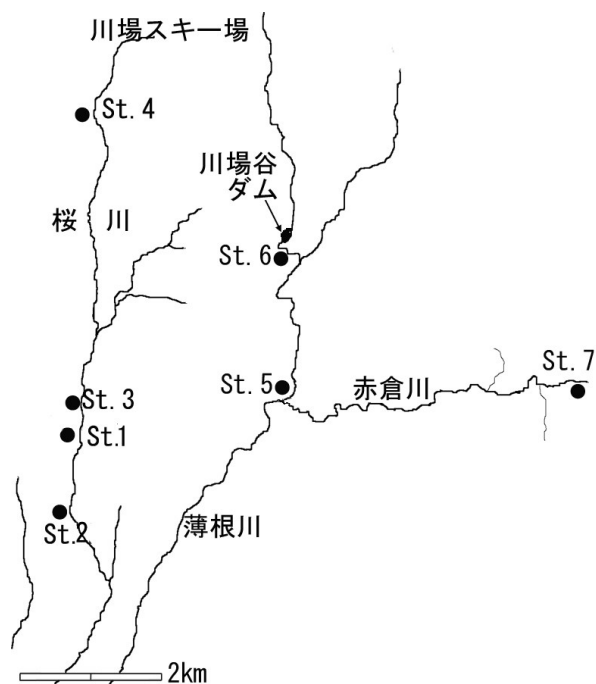 川場スキー場
St. 4
川場谷
ダム
桜 川
St. 6
St. 7
St. 5
赤倉川
St. 3
St.1
St.2
薄根川
2km